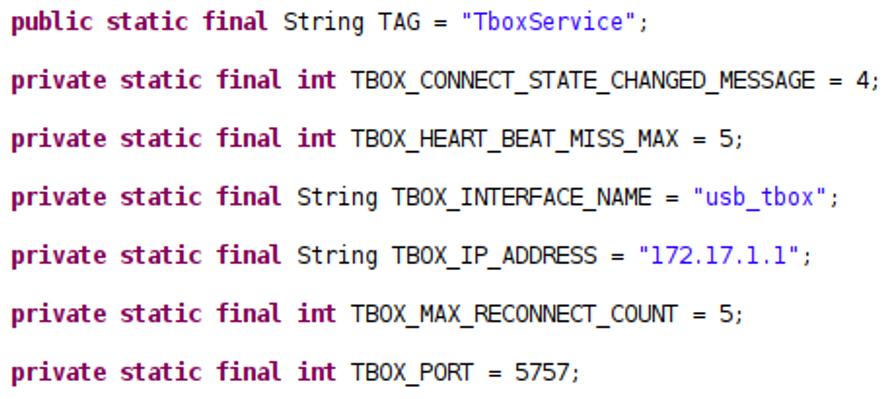 public static final String TAG = "TboxService";
private static final int TBOX_CONNECT_STATE_CHANGED_MESSAGE = 4;
private static final int TBOX_HEART_BEAT_MISS_MAX = 5;
private static final String TBOX_INTERFACE_NAME = "usb_tbox";
private static final String TBOX_IP_ADDRESS = "172.17.1.1";
private static final int TBOX_MAX_RECONNECT_COUNT = 5;
private static final int TBOX_PORT = 5757;